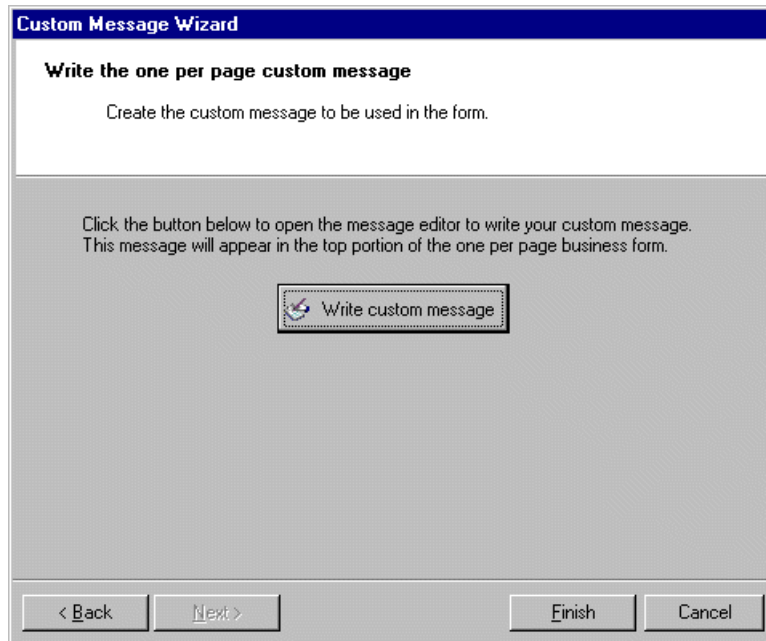 Custom Message Wizard
Write the one per page custom message
Create the custom message to be used in the form.
Click the button below to open the message editor to write your custom message.
This message will appear in the top portion of the one per page business form.
Write custom message
< Back
Next >
Finish
Cancel